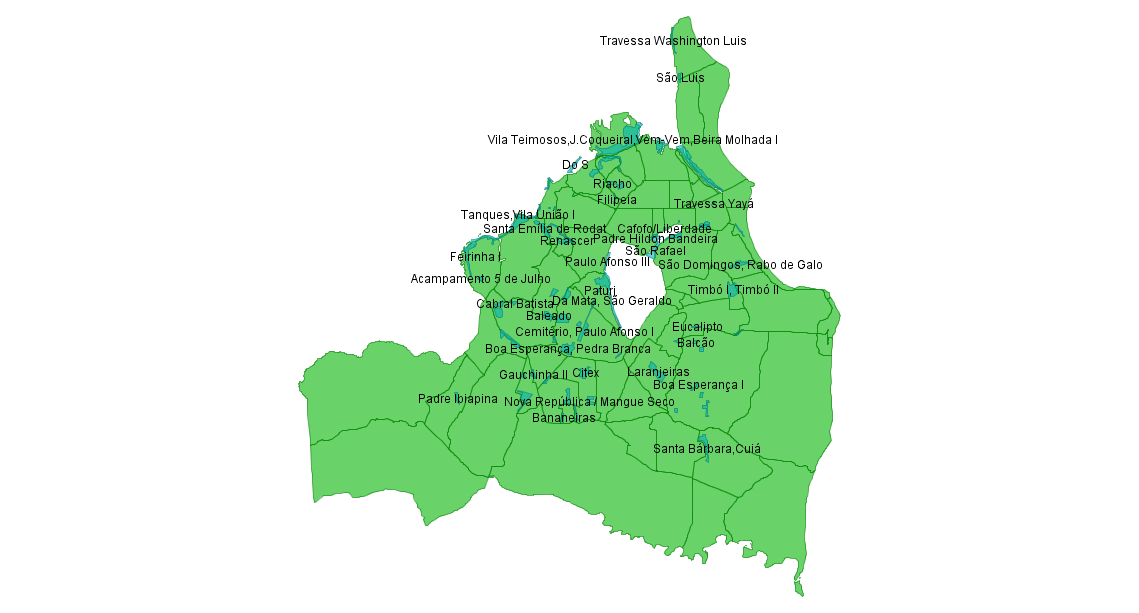 Travessa Washington Luis
São Luis
Vila Teimosos,J.Coqueiral,Vem-Vem,Beira Molhada I
Do S
Riacho
Filipeia
Travessa Yayá
Tanques,Vila União I
Santa Emília de Rodat
Cafofo/Liberdade
Renascer
Padre Hildon Bandeira
São Rafael
Feirinha I
Paulo Afonso III
São Domingos, Rabo de Galo
Acampamento 5 de Julho
Paturi
Timbó I, Timbó II
Cabral Batista
Da Mata, São Geraldo
Baleado
Eucalipto
Cemitério, Paulo Afonso I
Balcão
Boa Esperança, Pedra Branca
Gauchinha II
Citex
Laranjeiras
Boa Esperança I
Padre Ibiapina
Nova República / Mangue Seco
Bananeiras
Santa Bárbara,Cuiá